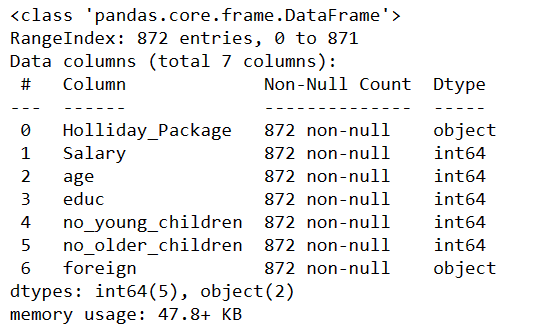 <class 'pandas.core.frame.DataFrame'>
RangeIndex: 872 entries, 0 to 871
Data columns (total 7 columns):
 #   Column             Non-Null Count  Dtype
---  ------             --------------  -----
 0   Holliday_Package   872 non-null    object
 1   Salary             872 non-null    int64
 2   age                872 non-null    int64
 3   educ               872 non-null    int64
 4   no_young_children  872 non-null    int64
 5   no_older_children  872 non-null    int64
 6   foreign            872 non-null    object
dtypes: int64(5), object(2)
memory usage: 47.8+ KB